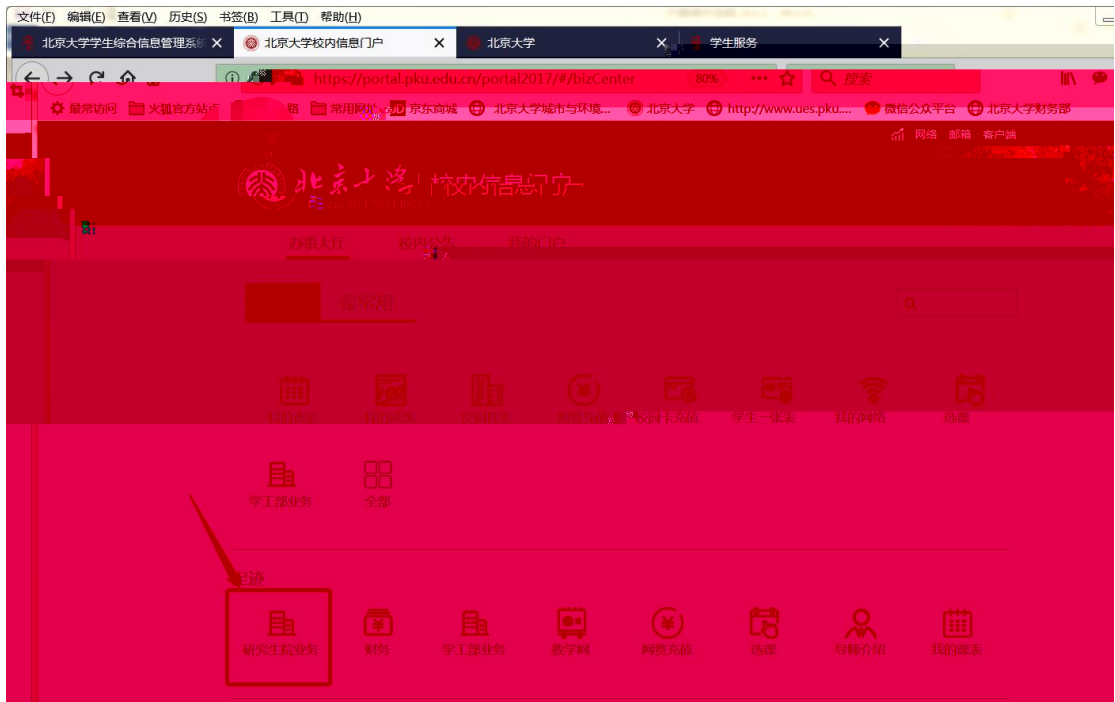 文件(F) 编辑(E) 查看(V) 历史(S) 书签(B) 工具(T) 帮助(H)
北京大学学生综合信息管理系统 北京大学校内信息门户 北京大学 学生服务
https://portal.pku.edu.cn/portal2017/#/bizCenter 80% 搜索
最常访问 火狐官方站点 常用网址 JD 京东商城 北京大学城市与环境... 北京大学 http://www.ues.pku.... 微信公众平台 北京大学财务部
网络 邮箱 客户端
北京大学 校内信息门户
办事大厅 校内公告 我的门户
最常用
我的课表 校园卡充值 学生一张表 我的网络 选课
学工部业务 全部
足迹
研究生院业务 财务 学工部业务 教学网 网费充值 选课 导师介绍 我的课表